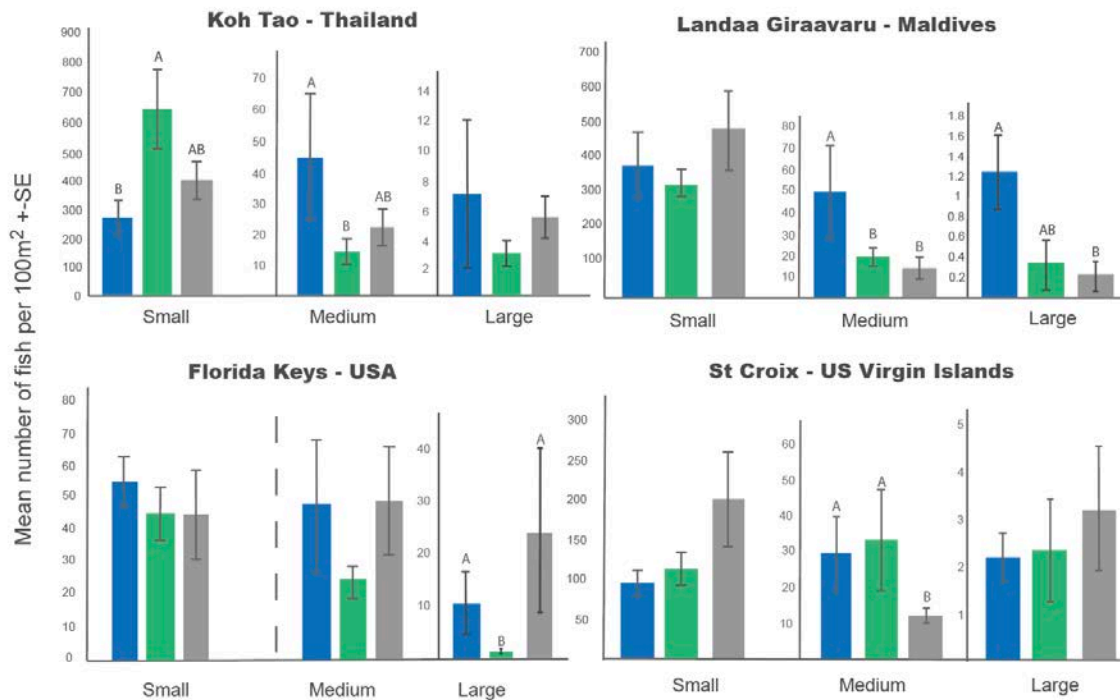 Koh Tao - Thailand
Landaa Giraavaru - Maldives
Mean number of fish per 100m² +-SE
900
800
700
600
500
400
300
200
100
0
B
A
AB
Small
70
60
50
40
30
20
10
A
B
AB
Medium
14
12
10
8
6
4
2
Large
700
600
500
400
300
200
100
Small
80
70
60
50
40
30
20
10
A
B
B
Medium
1.8
1.6
1.4
1.2
1
0.8
0.6
0.4
0.2
A
AB
B
Large
Florida Keys - USA
St Croix - US Virgin Islands
80
70
60
50
40
30
20
10
0
Small
Medium
40
30
20
10
A
B
A
Large
300
250
200
150
100
50
Small
60
50
40
30
20
10
A
A
B
Medium
5
4
3
2
1
Large